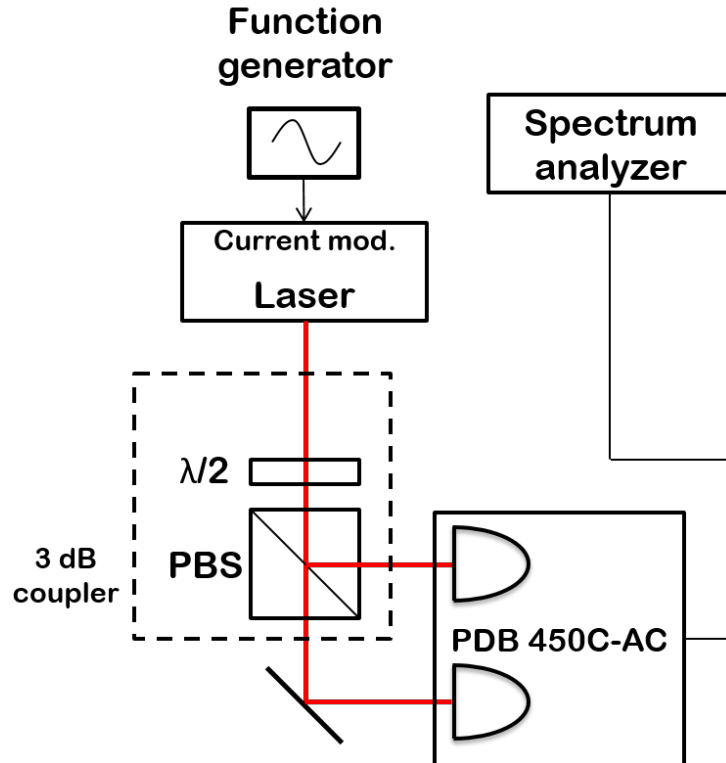 Function
generator
Spectrum
analyzer
Current mod.
Laser
λ/2
PBS
3 dB
coupler
PDB 450C-AC